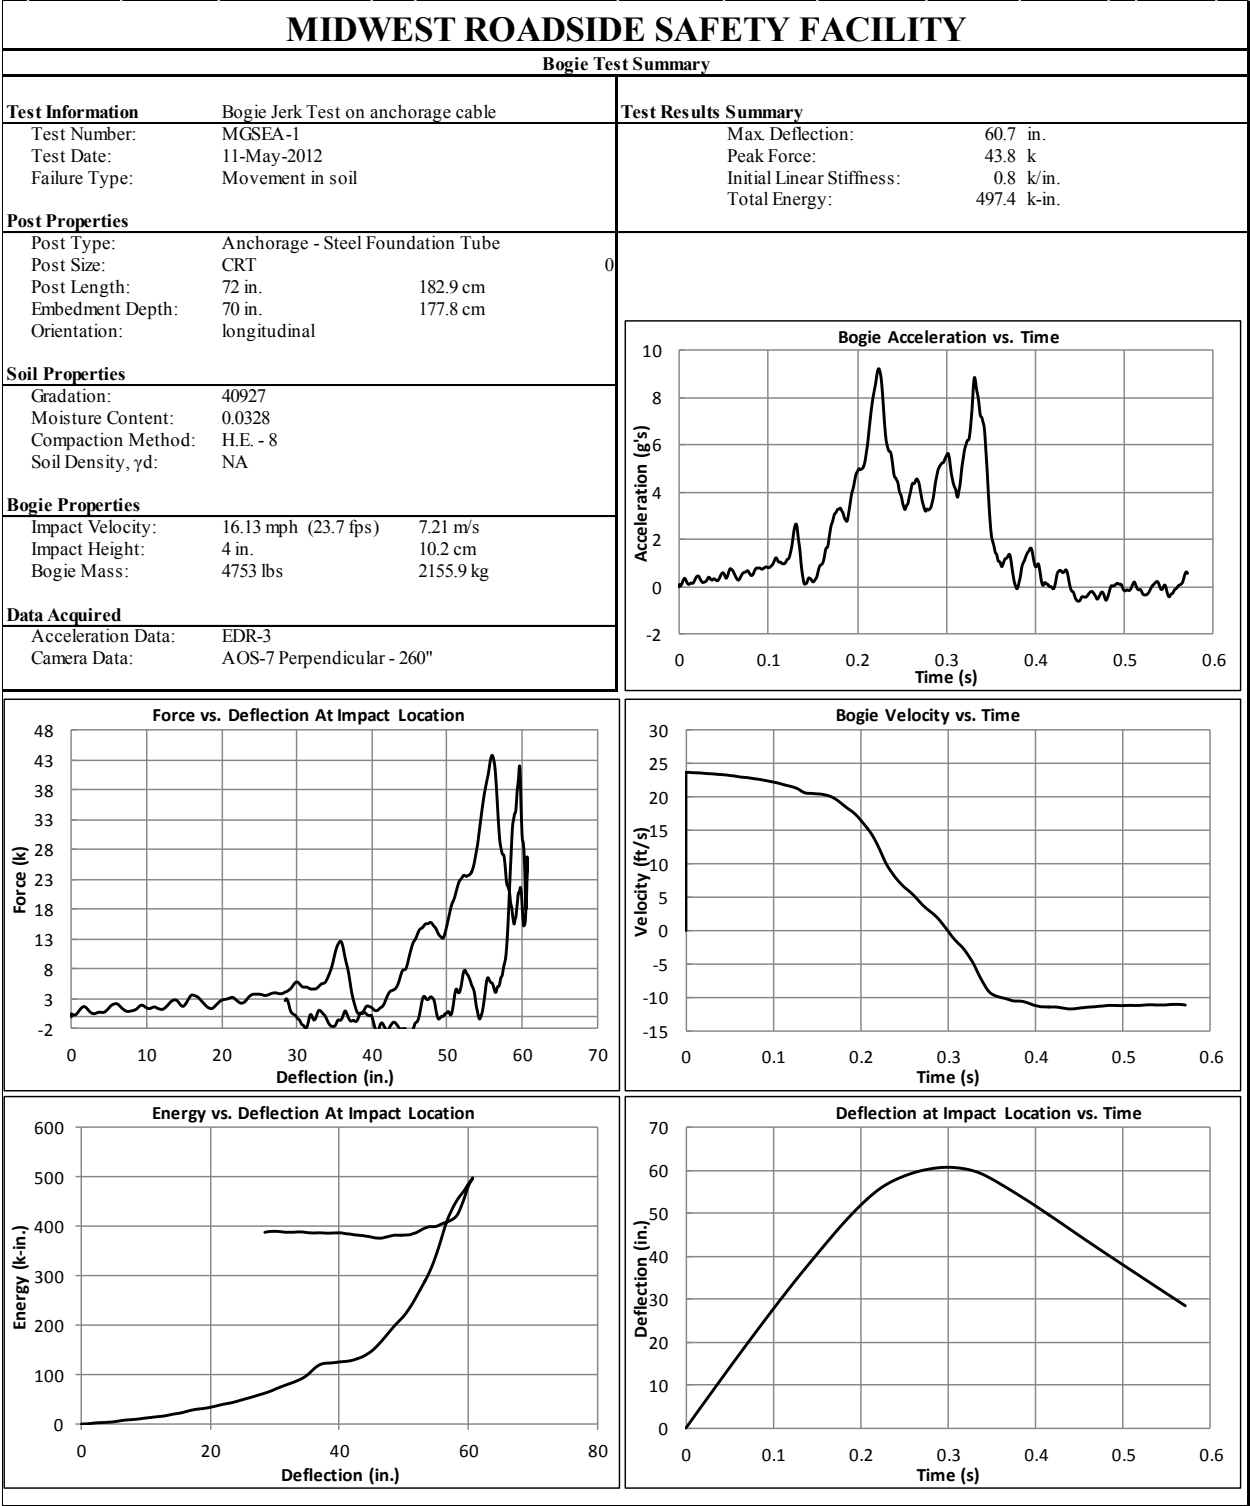 MIDWEST ROADSIDE SAFETY FACILITY
Bogie Test Summary
Test Information Bogie Jerk Test on anchorage cable
Test Number: MGSEA-1
Test Date: 11-May-2012
Failure Type: Movement in soil
Post Properties
Post Type: Anchorage - Steel Foundation Tube
Post Size: CRT 0
Post Length: 72 in. 182.9 cm
Embedment Depth: 70 in. 177.8 cm
Orientation: longitudinal
Soil Properties
Gradation: 40927
Moisture Content: 0.0328
Compaction Method: H.E. - 8
Soil Density, γd: NA
Bogie Properties
Impact Velocity: 16.13 mph (23.7 fps) 7.21 m/s
Impact Height: 4 in. 10.2 cm
Bogie Mass: 4753 lbs 2155.9 kg
Data Acquired
Acceleration Data: EDR-3
Camera Data: AOS-7 Perpendicular - 260"
Test Results Summary
Max. Deflection: 60.7 in.
Peak Force: 43.8 k
Initial Linear Stiffness: 0.8 k/in.
Total Energy: 497.4 k-in.
Bogie Acceleration vs. Time
10
8
6
4
2
0
-2
Acceleration (g's)
0 0.1 0.2 0.3 0.4 0.5 0.6
Time (s)
Force vs. Deflection At Impact Location
48
43
38
33
28
23
18
13
8
3
-2
Force (k)
0 10 20 30 40 50 60 70
Deflection (in.)
Bogie Velocity vs. Time
30
25
20
15
10
5
0
-5
-10
-15
Velocity (ft/s)
0 0.1 0.2 0.3 0.4 0.5 0.6
Time (s)
Energy vs. Deflection At Impact Location
600
500
400
300
200
100
0
Energy (k-in.)
0 20 40 60 80
Deflection (in.)
Deflection at Impact Location vs. Time
70
60
50
40
30
20
10
0
Deflection (in.)
0 0.1 0.2 0.3 0.4 0.5 0.6
Time (s)